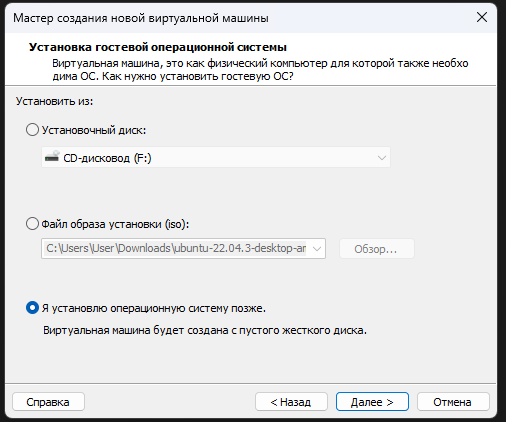 Мастер создания новой виртуальной машины
Установка гостевой операционной системы
Виртуальная машина, это как физический компьютер для которой также необхо
дима ОС. Как нужно установить гостевую ОС?
Установить из:
Установочный диск:
CD-дисковод (F:)
Файл образа установки (iso):
C:\Users\User\Downloads\ubuntu-22.04.3-desktop-ar
Обзор...
Я установлю операционную систему позже.
Виртуальная машина будет создана с пустого жесткого диска.
Справка
< Назад
Далее >
Отмена